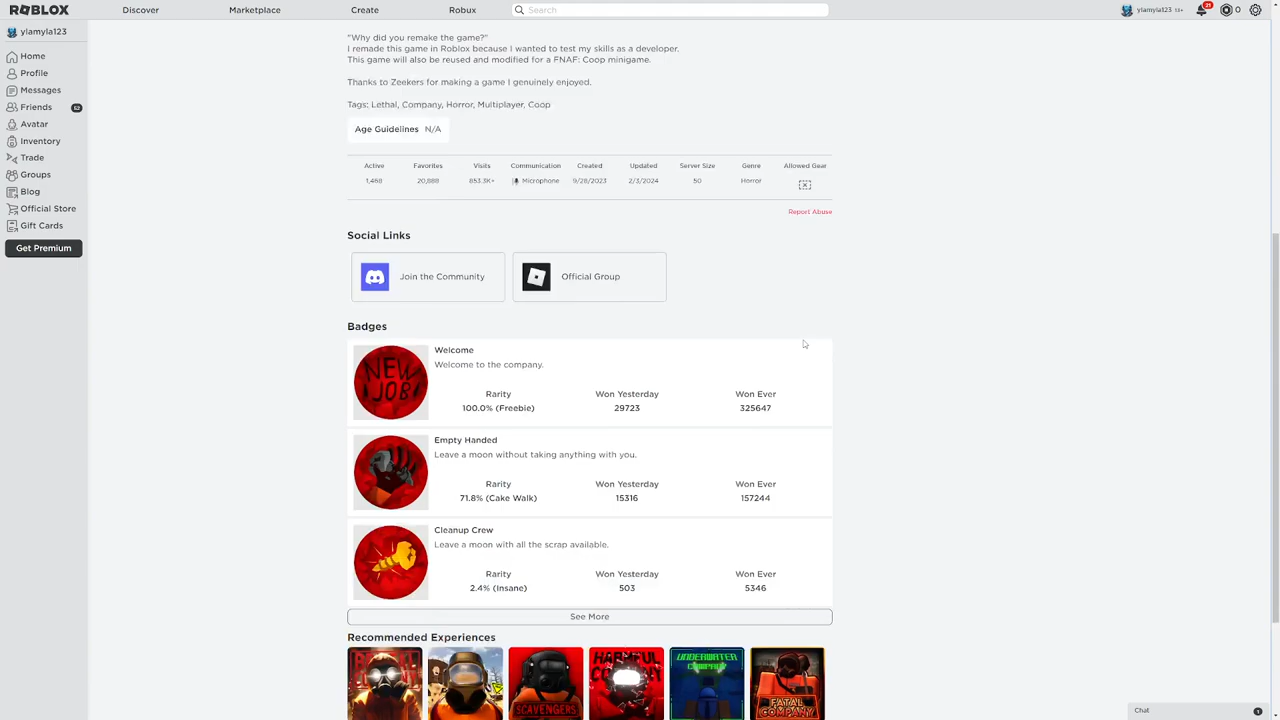 ROBLOX Discover Marketplace Create Robux Search ylamyla123 13+ 21 0
ylamyla123
Home
Profile
Messages
Friends 52
Avatar
Inventory
Trade
Groups
Blog
Official Store
Gift Cards
Get Premium
"Why did you remake the game?"
I remade this game in Roblox because I wanted to test my skills as a developer.
This game will also be reused and modified for a FNAF: Coop minigame.
Thanks to Zeekers for making a game I genuinely enjoyed.
Tags: Lethal, Company, Horror, Multiplayer, Coop
Age Guidelines N/A
Active Favorites Visits Communication Created Updated Server Size Genre Allowed Gear
1,468 20,888 853.3K+ Microphone 9/28/2023 2/3/2024 50 Horror
Report Abuse
Social Links
Join the Community Official Group
Badges
NEW JOB
Welcome
Welcome to the company.
Rarity Won Yesterday Won Ever
100.0% (Freebie) 29723 325647
Empty Handed
Leave a moon without taking anything with you.
Rarity Won Yesterday Won Ever
71.8% (Cake Walk) 15316 157244
Cleanup Crew
Leave a moon with all the scrap available.
Rarity Won Yesterday Won Ever
2.4% (Insane) 503 5346
See More
Recommended Experiences
SCAVENGERS
HARMFUL COMPANY
UNDERWATER COMPANY
FATAL COMPANY
Chat